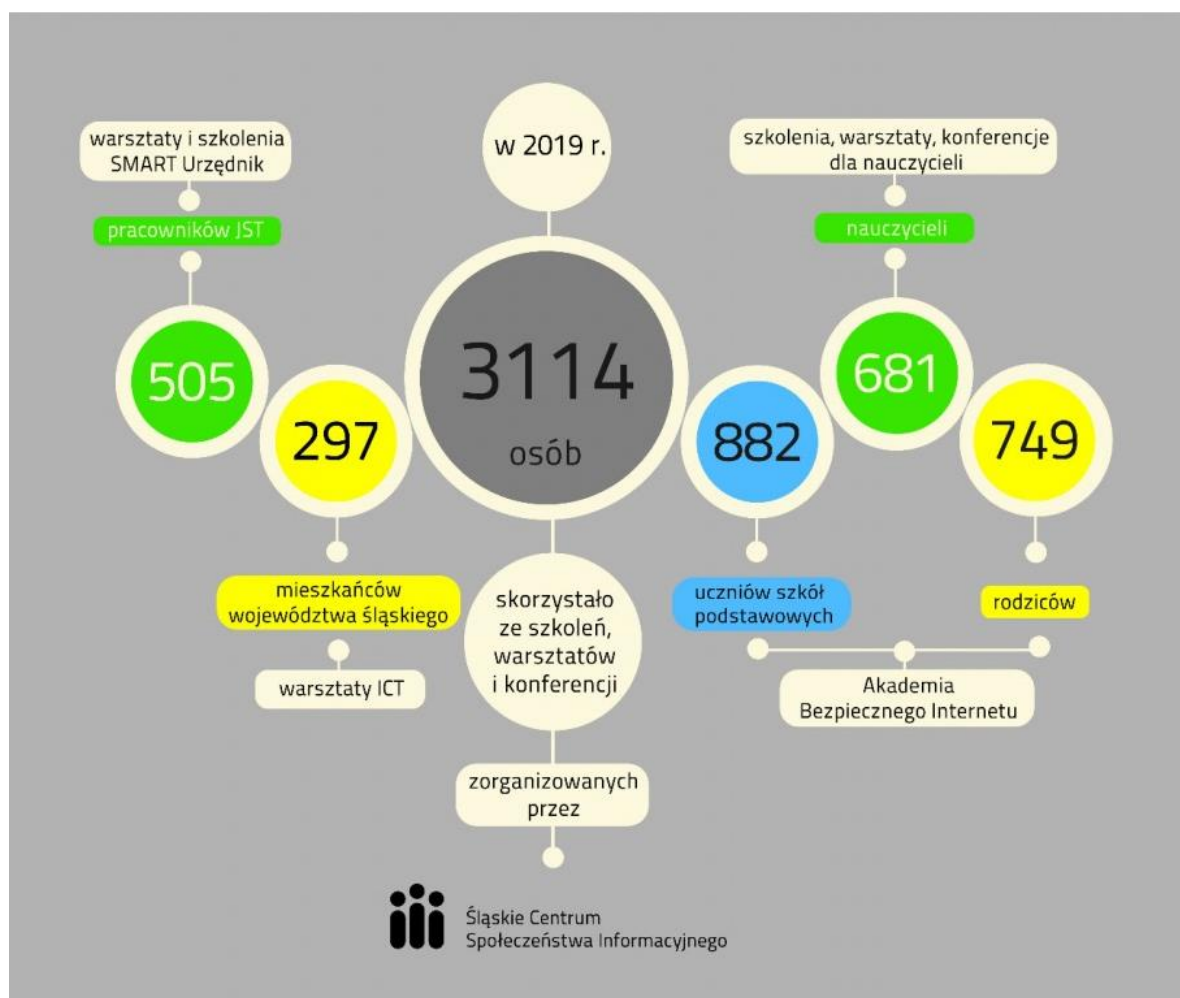 w 2019 r.
3114
osób
skorzystało
ze szkoleń,
warsztatów
i konferencji
zorganizowanych
przez
Śląskie Centrum
Społeczeństwa Informacyjnego
warsztaty i szkolenia
SMART Urzędnik
pracowników JST
505
297
mieszkańców
województwa śląskiego
warsztaty ICT
882
uczniów szkół
podstawowych
szkolenia, warsztaty, konferencje
dla nauczycieli
nauczycieli
681
749
rodziców
Akademia
Bezpiecznego Internetu